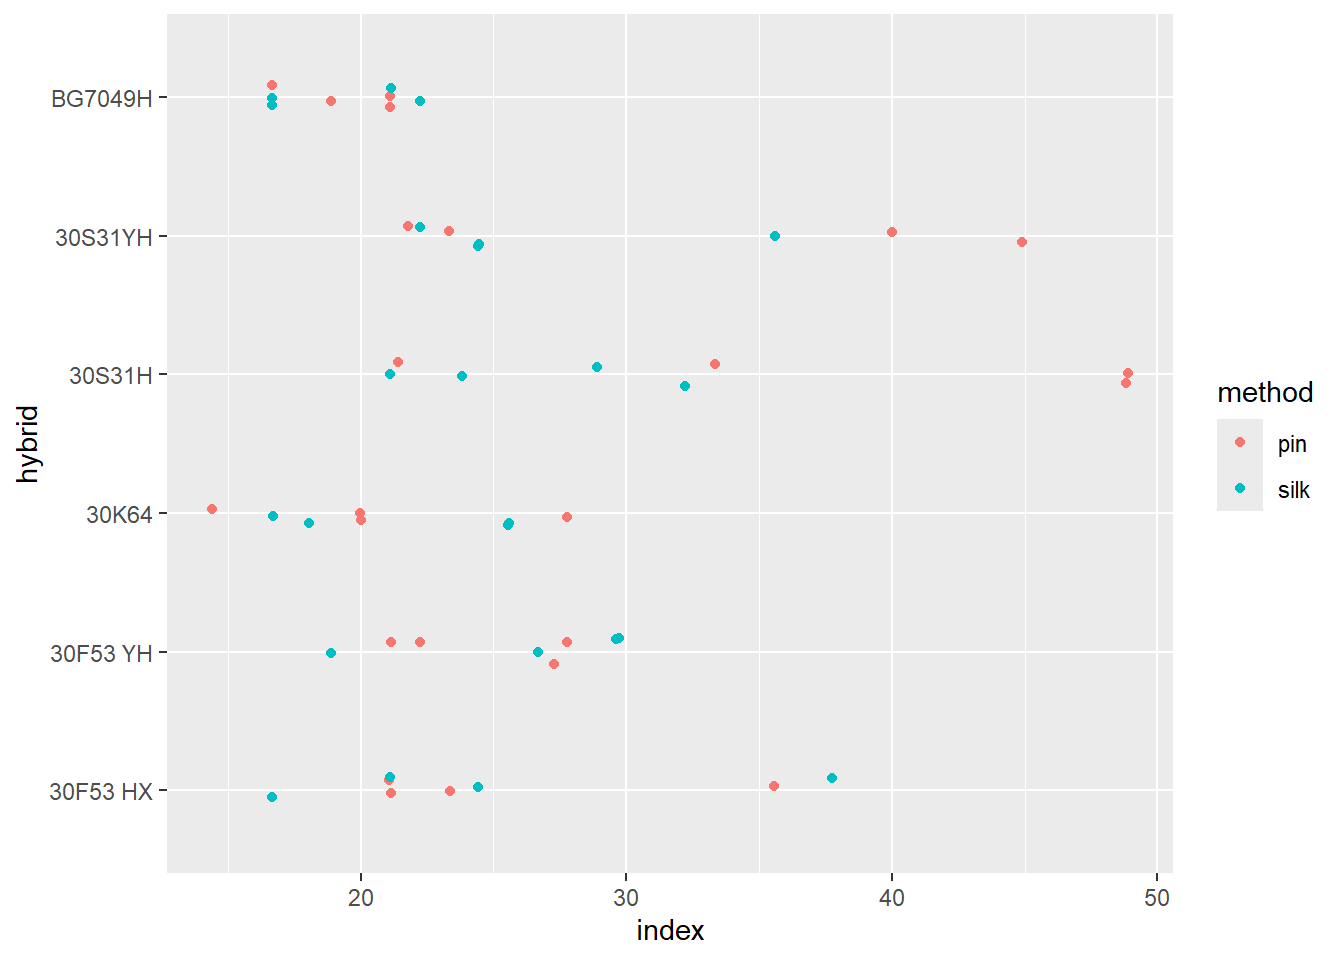 BG7049H
30S31YH
30S31H
30K64
30F53 YH
30F53 HX
hybrid
20
30
40
50
index
method
pin
silk